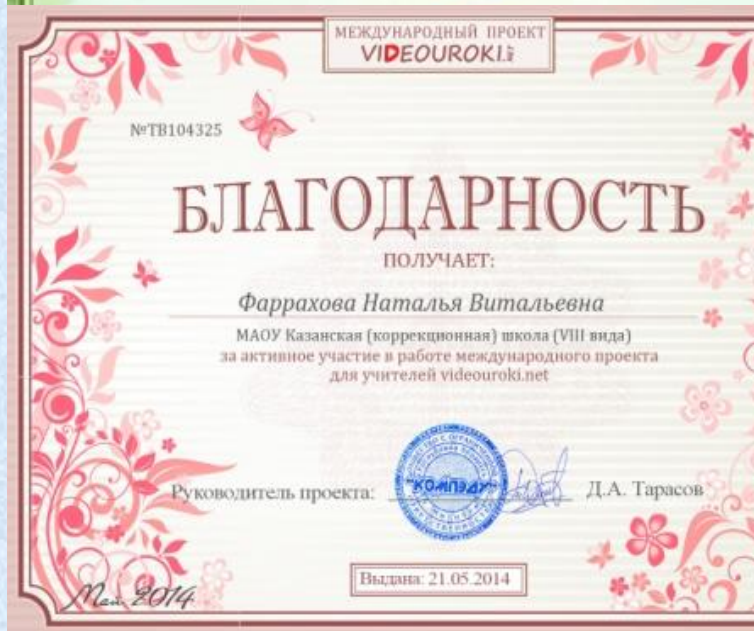 МЕЖДУНАРОДНЫЙ ПРОЕКТ
VIDEOUROKI.NET
№ТВ104325
БЛАГОДАРНОСТЬ
ПОЛУЧАЕТ:
Фаррахова Наталья Витальевна
МАОУ Казанская (коррекционная) школа (VIII вида)
за активное участие в работе международного проекта
для учителей videouroki.net
Руководитель проекта:
Д.А. Тарасов
Выдана: 21.05.2014
Май 2014